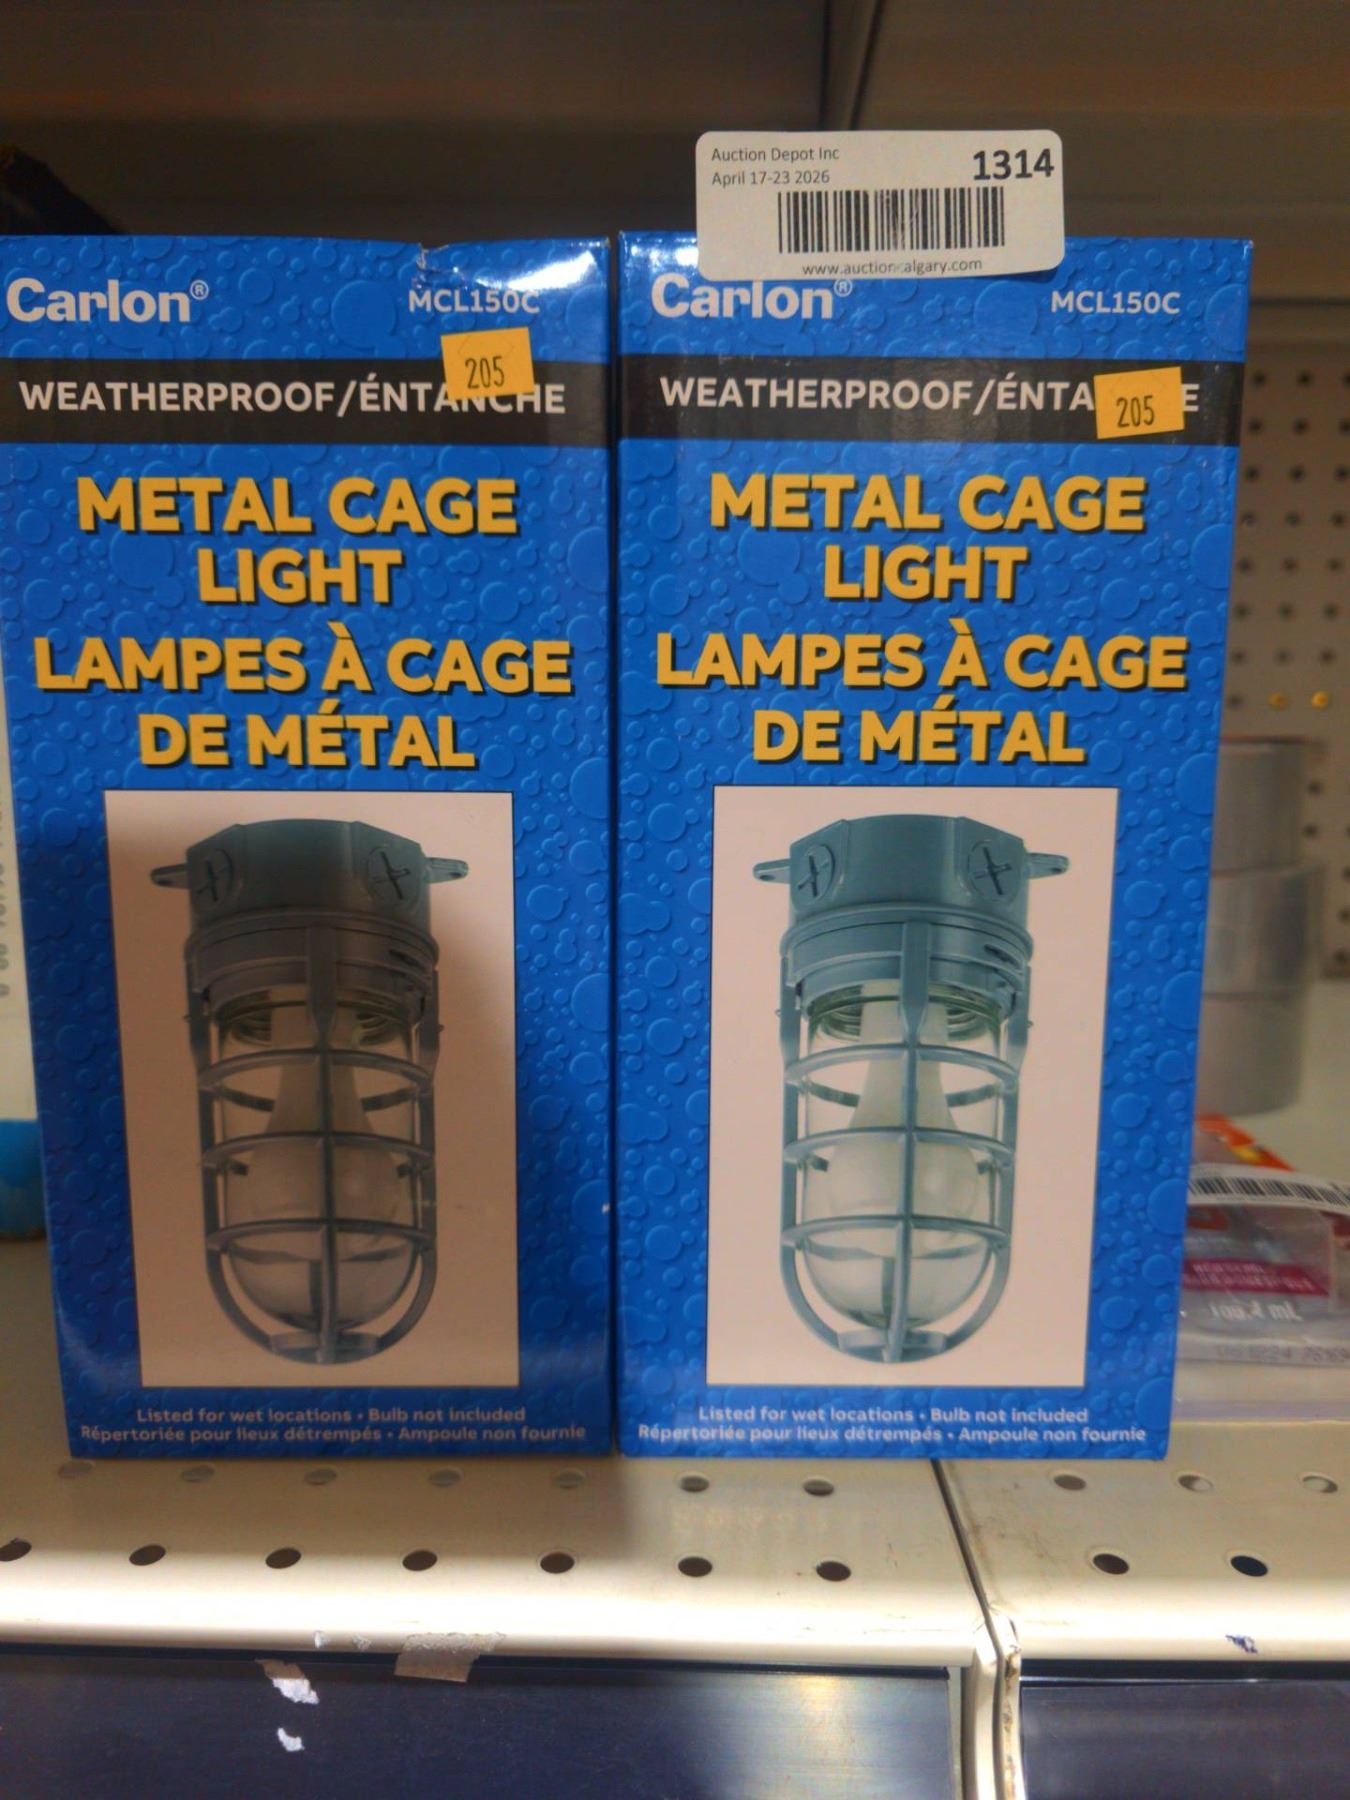 Auction Depot Inc
April 17-23 2026
1314
www.auctioncalgary.com
Carlon®
MCL150C
205
WEATHERPROOF/ÉNTANCHE
METAL CAGE
LIGHT
LAMPES À CAGE
DE MÉTAL
Listed for wet locations • Bulb not included
Répertoriée pour lieux détrempés • Ampoule non fournie
Carlon®
MCL150C
205
WEATHERPROOF/ÉNTA E
METAL CAGE
LIGHT
LAMPES À CAGE
DE MÉTAL
Listed for wet locations • Bulb not included
Répertoriée pour lieux détrempés • Ampoule non fournie